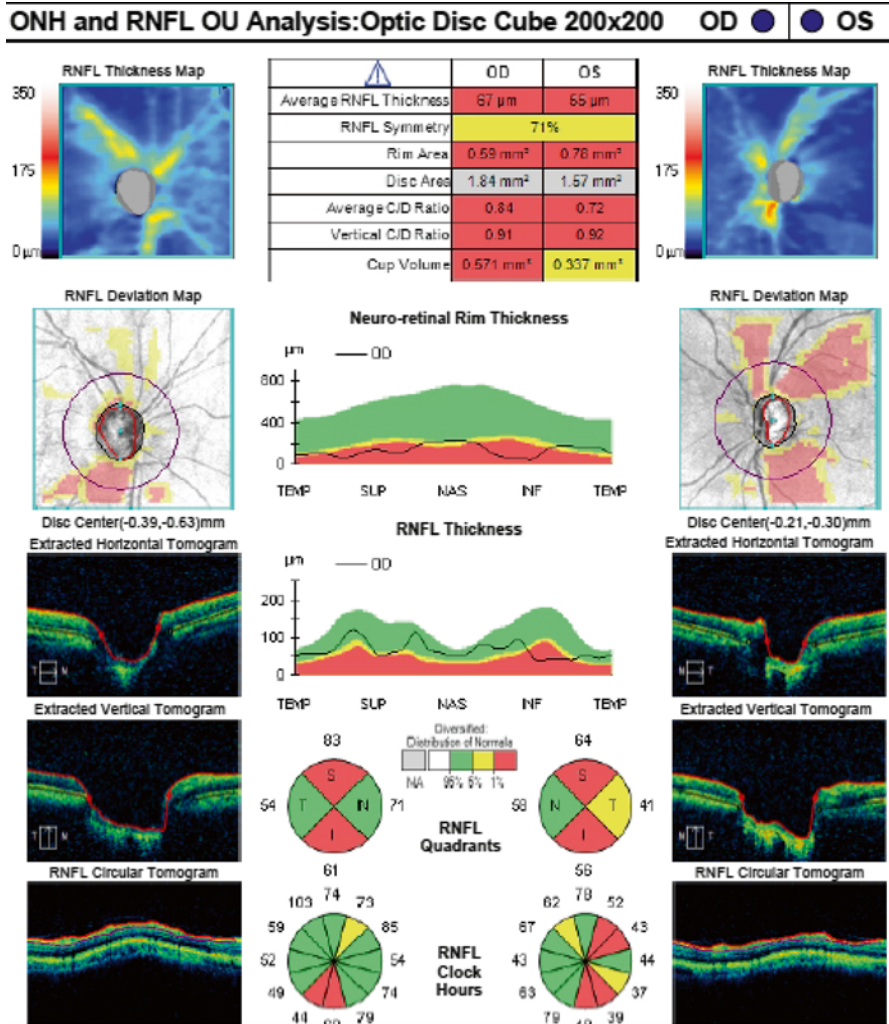 ONH and RNFL OU Analysis:Optic Disc Cube 200x200 OD OS
RNFL Thickness Map
350
175
0 µm
OD OS
Average RNFL Thickness 67 µm 55 µm
RNFL Symmetry 71%
Rim Area 0.59 mm² 0.78 mm²
Disc Area 1.84 mm² 1.57 mm²
Average C/D Ratio 0.84 0.72
Vertical C/D Ratio 0.91 0.92
Cup Volume 0.571 mm³ 0.337 mm³
RNFL Thickness Map
350
175
0 µm
RNFL Deviation Map
Disc Center(-0.39,-0.63)mm
Neuro-retinal Rim Thickness
µm
OD
800
400
0
TEMP SUP NAS INF TEMP
RNFL Deviation Map
Disc Center(-0.21,-0.30)mm
Extracted Horizontal Tomogram
T N
RNFL Thickness
µm
OD
200
100
0
TEMP SUP NAS INF TEMP
Extracted Horizontal Tomogram
N T
Extracted Vertical Tomogram
T N
Diversified:
Distribution of Normals
NA 95% 5% 1%
83
S
54 T N 71
I
61
RNFL
Quadrants
64
S
58 N T 41
I
56
Extracted Vertical Tomogram
N T
RNFL Circular Tomogram
103 74 73
59 85
52 54
49 74
44 79
RNFL
Clock
Hours
62 78 52
67 43
43 44
63 37
79 39
RNFL Circular Tomogram